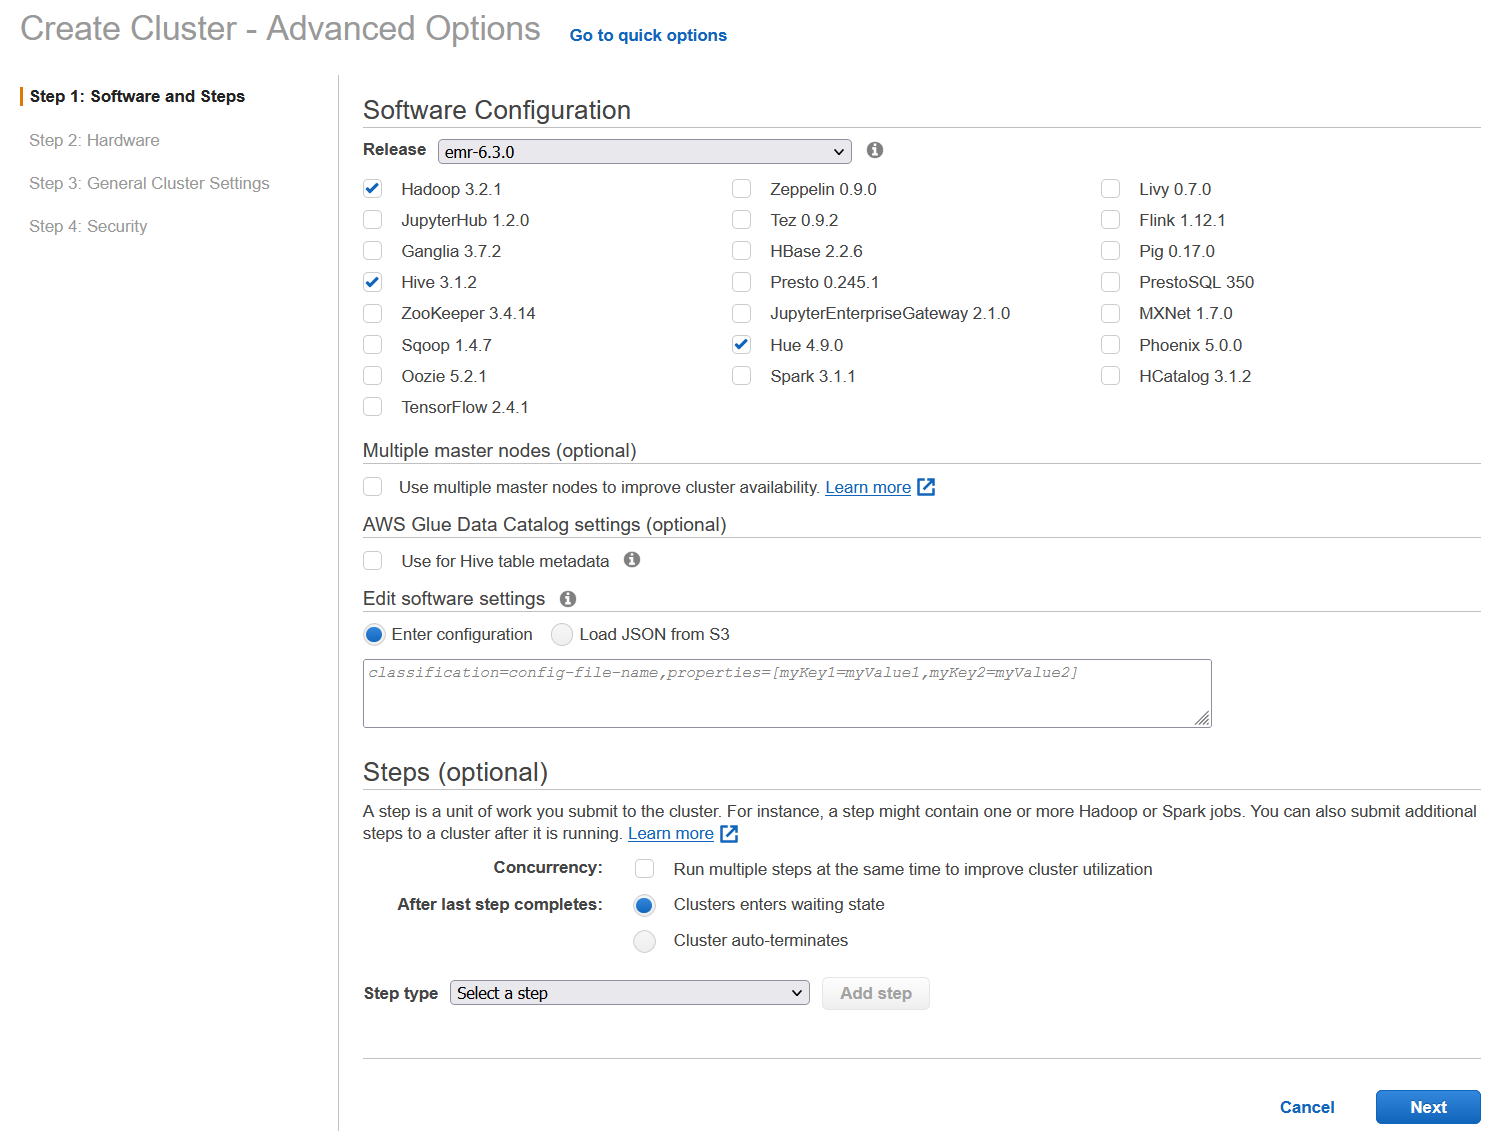 Create Cluster - Advanced Options Go to quick options
Step 1: Software and Steps
Step 2: Hardware
Step 3: General Cluster Settings
Step 4: Security
Software Configuration
Release emr-6.3.0
Hadoop 3.2.1 Zeppelin 0.9.0 Livy 0.7.0
JupyterHub 1.2.0 Tez 0.9.2 Flink 1.12.1
Ganglia 3.7.2 HBase 2.2.6 Pig 0.17.0
Hive 3.1.2 Presto 0.245.1 PrestoSQL 350
ZooKeeper 3.4.14 JupyterEnterpriseGateway 2.1.0 MXNet 1.7.0
Sqoop 1.4.7 Hue 4.9.0 Phoenix 5.0.0
Oozie 5.2.1 Spark 3.1.1 HCatalog 3.1.2
TensorFlow 2.4.1
Multiple master nodes (optional)
Use multiple master nodes to improve cluster availability. Learn more
AWS Glue Data Catalog settings (optional)
Use for Hive table metadata
Edit software settings
Enter configuration Load JSON from S3
classification=config-file-name,properties=[myKey1=myValue1,myKey2=myValue2]
Steps (optional)
A step is a unit of work you submit to the cluster. For instance, a step might contain one or more Hadoop or Spark jobs. You can also submit additional
steps to a cluster after it is running. Learn more
Concurrency: Run multiple steps at the same time to improve cluster utilization
After last step completes: Clusters enters waiting state
Cluster auto-terminates
Step type Select a step Add step
Cancel Next